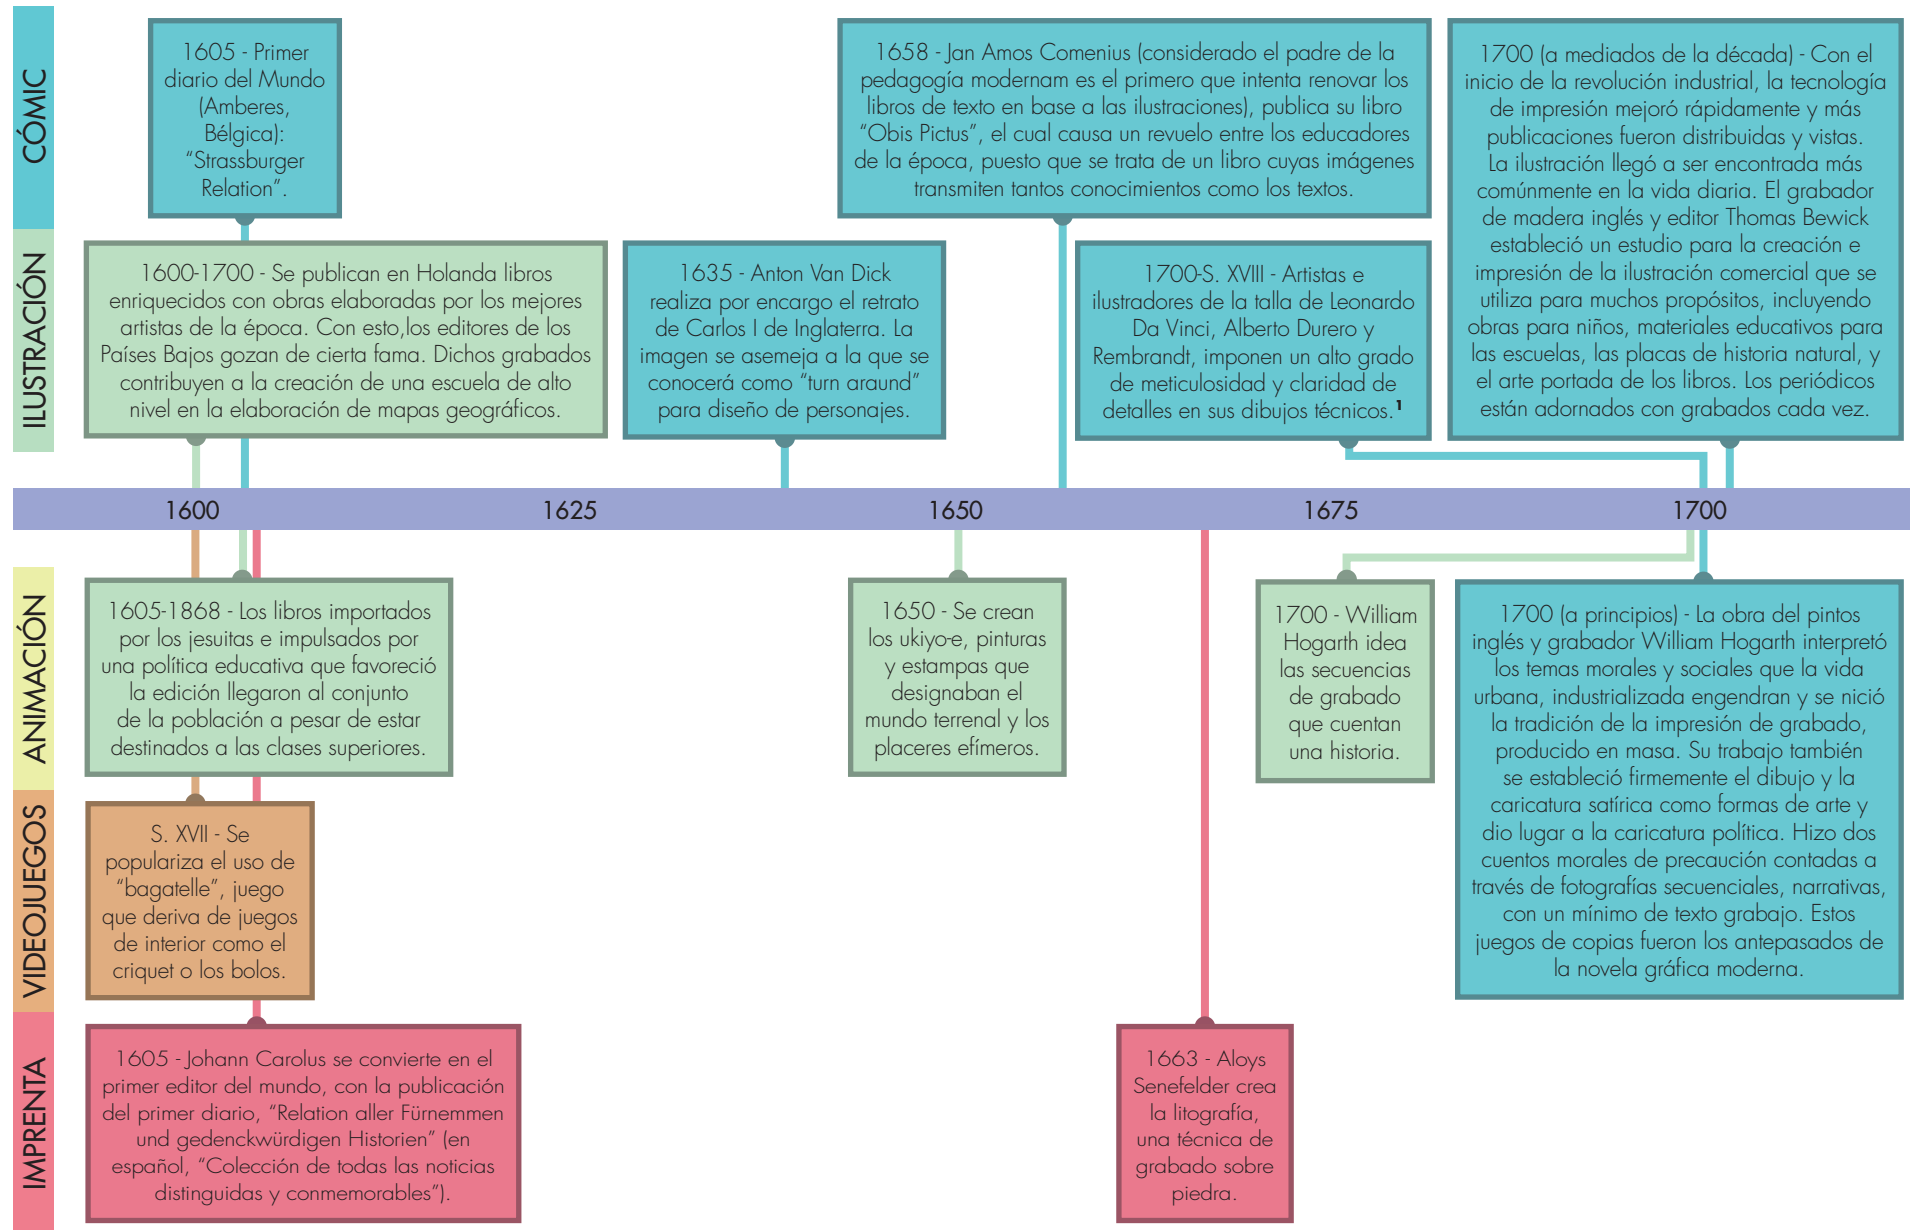 CÓMIC
ILUSTRACIÓN
1605 - Primer
diario del Mundo
(Amberes,
Bélgica):
“Strassburger
Relation”.
1658 - Jan Amos Comenius (considerado el padre de la
pedagogía modernam es el primero que intenta renovar los
libros de texto en base a las ilustraciones), publica su libro
“Obis Pictus”, el cual causa un revuelo entre los educadores
de la época, puesto que se trata de un libro cuyas imágenes
transmiten tantos conocimientos como los textos.
1700 (a mediados de la década) - Con el
inicio de la revolución industrial, la tecnología
de impresión mejoró rápidamente y más
publicaciones fueron distribuidas y vistas.
La ilustración llegó a ser encontrada más
comúnmente en la vida diaria. El grabador
de madera inglés y editor Thomas Bewick
estableció un estudio para la creación e
impresión de la ilustración comercial que se
utiliza para muchos propósitos, incluyendo
obras para niños, materiales educativos para
las escuelas, las placas de historia natural, y
el arte portada de los libros. Los periódicos
están adornados con grabados cada vez.
1600-1700 - Se publican en Holanda libros
enriquecidos con obras elaboradas por los mejores
artistas de la época. Con esto,los editores de los
Países Bajos gozan de cierta fama. Dichos grabados
contribuyen a la creación de una escuela de alto
nivel en la elaboración de mapas geográficos.
1635 - Anton Van Dick
realiza por encargo el retrato
de Carlos I de Inglaterra. La
imagen se asemeja a la que se
conocerá como “turn araund”
para diseño de personajes.
1700-S. XVIII - Artistas e
ilustradores de la talla de Leonardo
Da Vinci, Alberto Durero y
Rembrandt, imponen un alto grado
de meticulosidad y claridad de
detalles en sus dibujos técnicos.1
1600
1625
1650
1675
1700
ANIMACIÓN
VIDEOJUEGOS
IMPRENTA
1605-1868 - Los libros importados
por los jesuitas e impulsados por
una política educativa que favoreció
la edición llegaron al conjunto
de la población a pesar de estar
destinados a las clases superiores.
1650 - Se crean
los ukiyo-e, pinturas
y estampas que
designaban el
mundo terrenal y los
placeres efímeros.
1700 - William
Hogarth idea
las secuencias
de grabado
que cuentan
una historia.
1700 (a principios) - La obra del pintos
inglés y grabador William Hogarth interpretó
los temas morales y sociales que la vida
urbana, industrializada engendran y se nició
la tradición de la impresión de grabado,
producido en masa. Su trabajo también
se estableció firmemente el dibujo y la
caricatura satírica como formas de arte y
dio lugar a la caricatura política. Hizo dos
cuentos morales de precaución contadas a
través de fotografías secuenciales, narrativas,
con un mínimo de texto grabajo. Estos
juegos de copias fueron los antepasados de
la novela gráfica moderna.
S. XVII - Se
populariza el uso de
“bagatelle”, juego
que deriva de juegos
de interior como el
criquet o los bolos.
1605 - Johann Carolus se convierte en el
primer editor del mundo, con la publicación
del primer diario, “Relation aller Fürnemmen
und gedenckwürdigen Historien” (en
español, “Colección de todas las noticias
distinguidas y conmemorables”).
1663 - Aloys
Senefelder crea
la litografía,
una técnica de
grabado sobre
piedra.